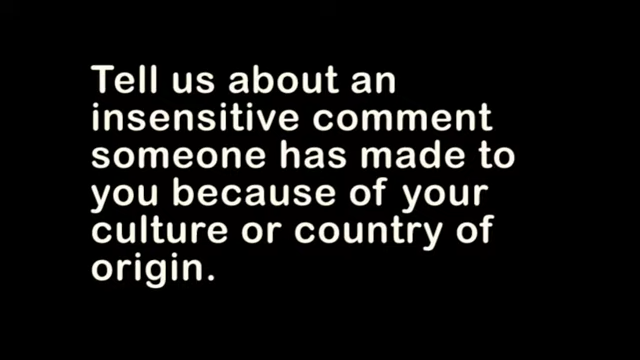 Tell us about an
insensitive comment
someone has made to
you because of your
culture or country of
origin.